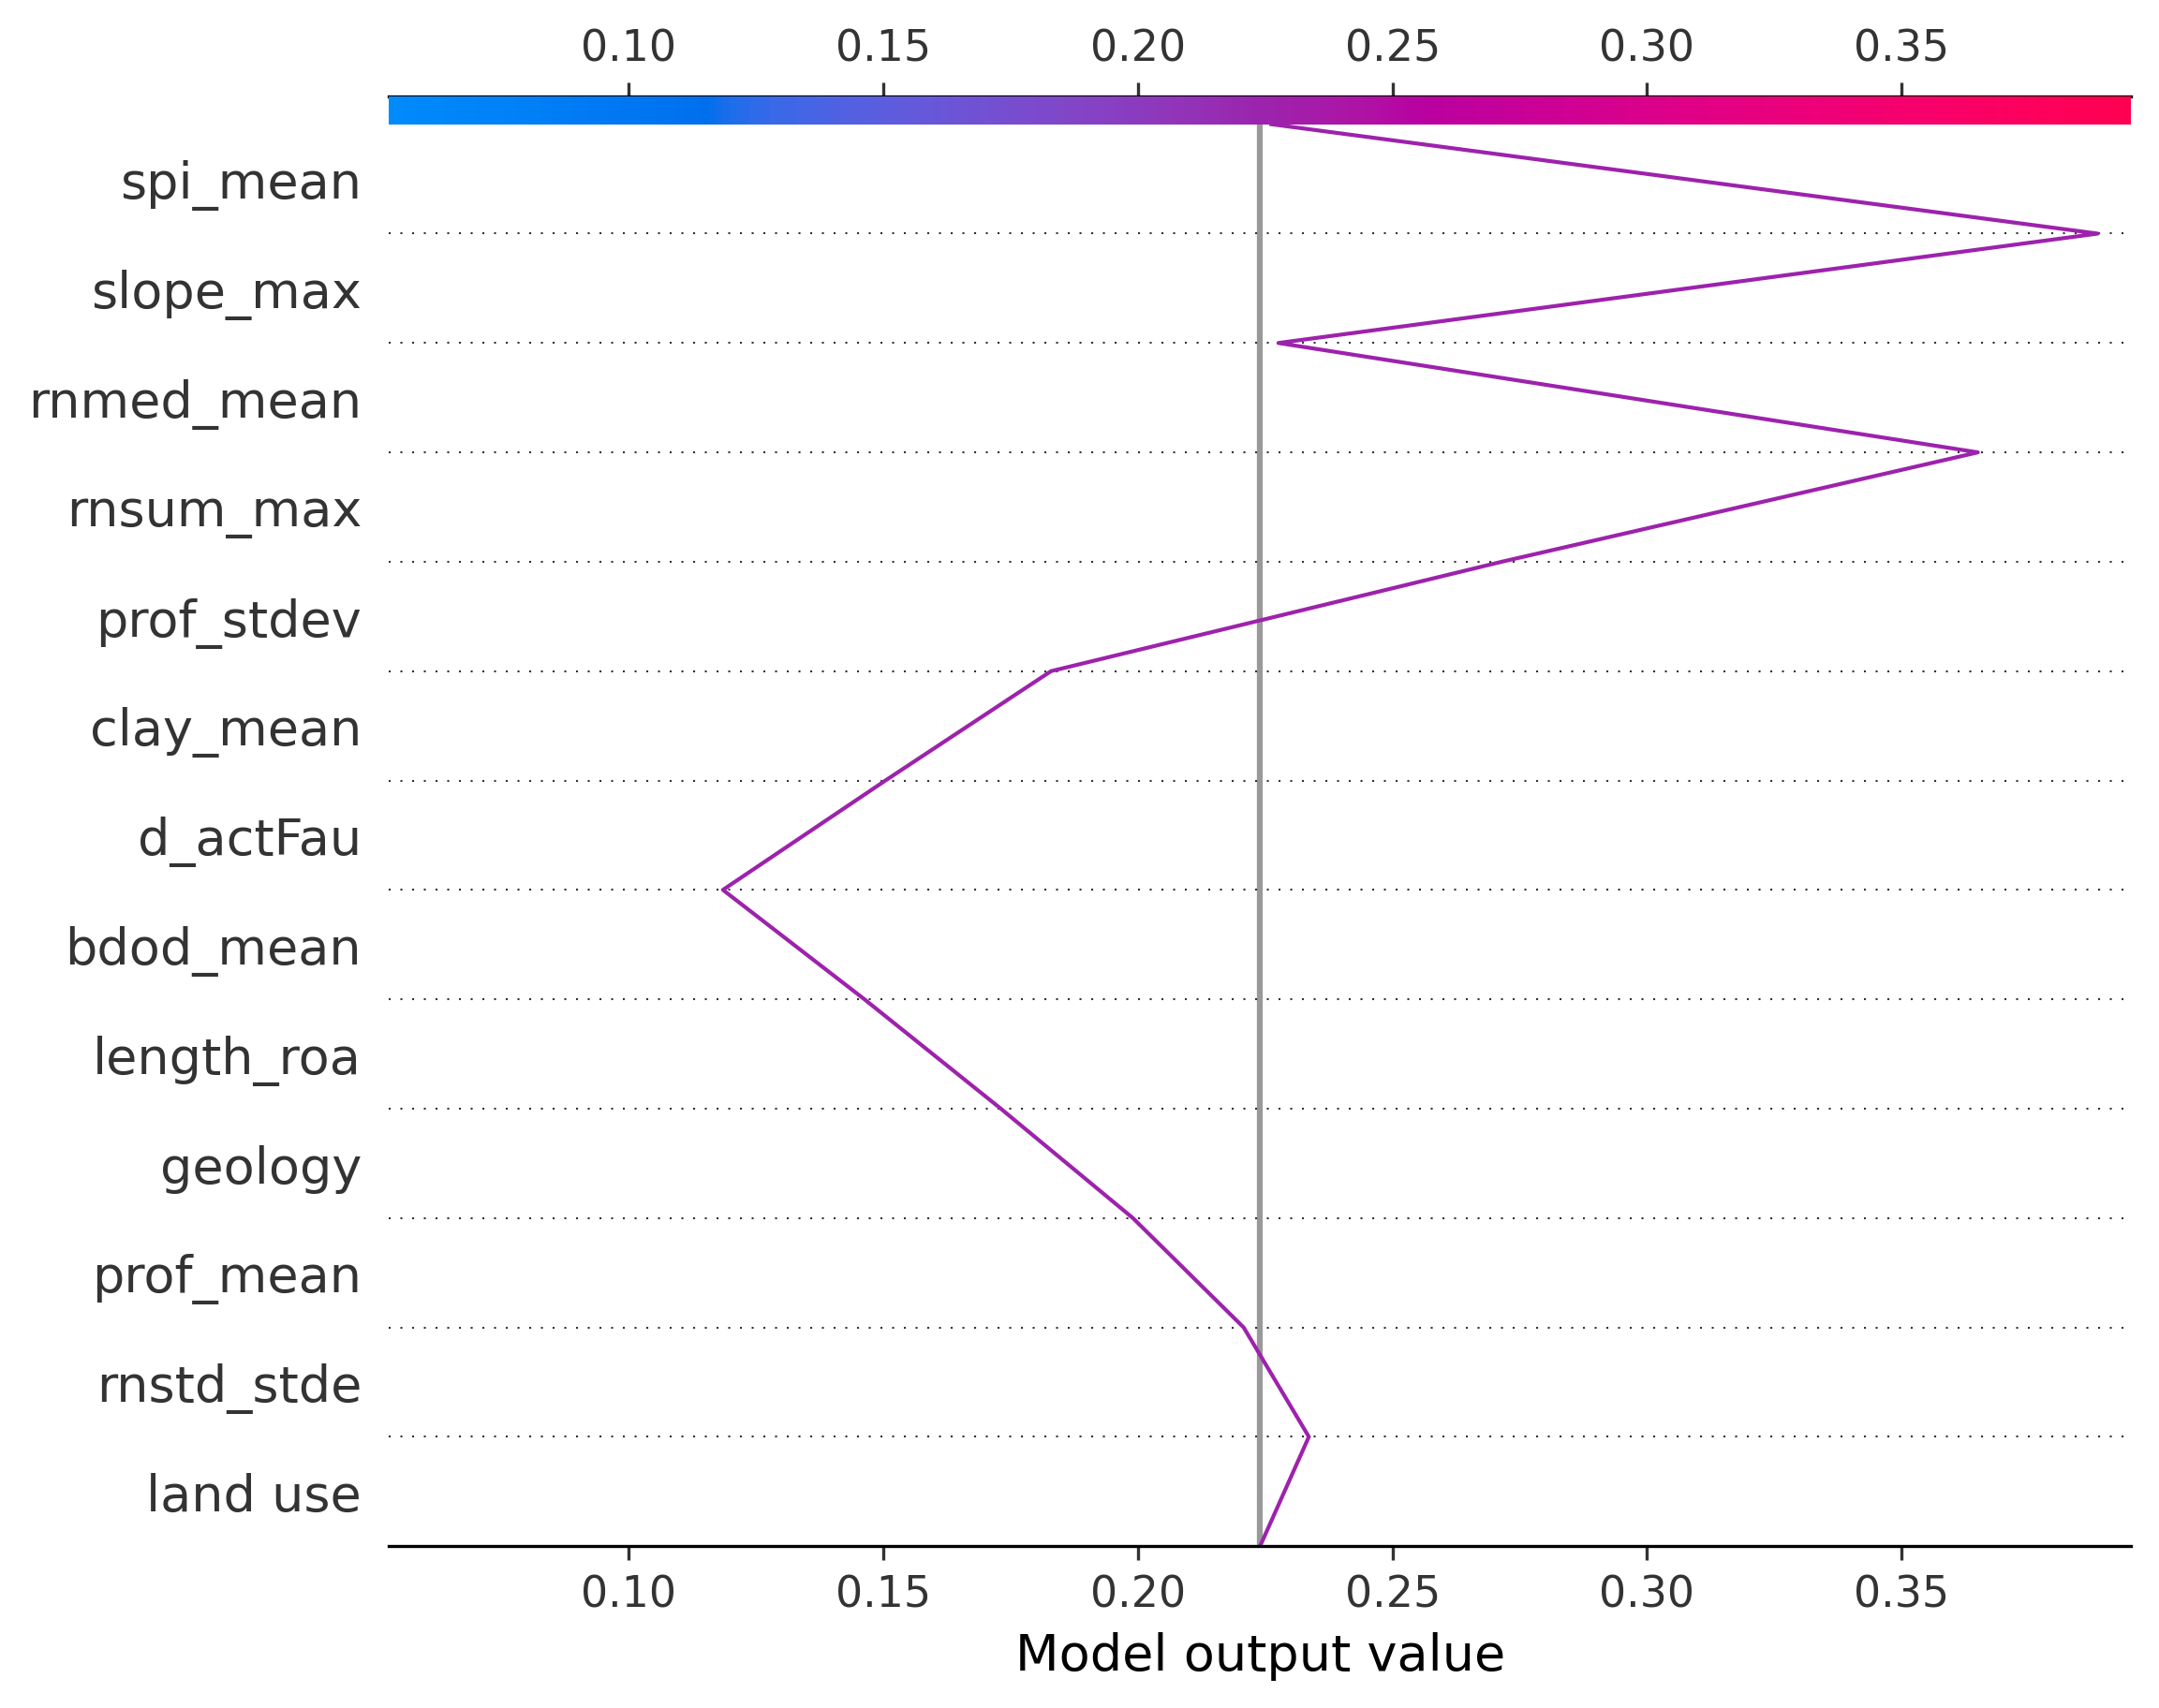 0.10 0.15 0.20 0.25 0.30 0.35
spi_mean
slope_max
rnmed_mean
rnsum_max
prof_stdev
clay_mean
d_actFau
bdod_mean
length_roa
geology
prof_mean
rnstd_stde
land use
0.10 0.15 0.20 0.25 0.30 0.35
Model output value